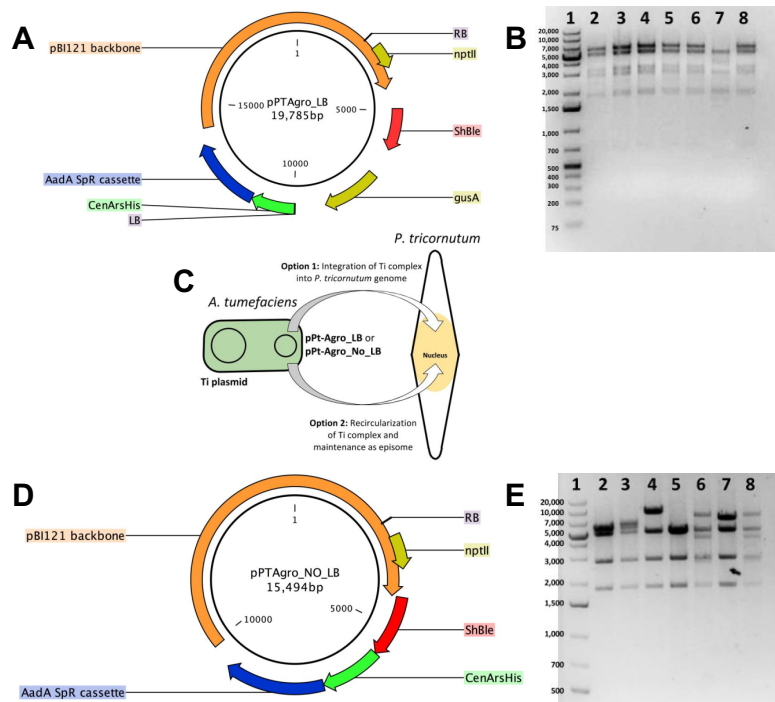 A
pBI121 backbone
RB
nptII
1
pPTAgro_LB
19,785bp
15000
5000
10000
ShBle
AadA SpR cassette
CenArsHis
LB
gusA
B
1 2 3 4 5 6 7 8
10,000
7,000
5,000
4,000
3,000
2,000
1,500
1,000
700
500
400
300
200
75
C
P. tricornutum
Option 1: Integration of Ti complex
into P. tricornutum genome
A. tumefaciens
pPt-Agro_LB or
pPt-Agro_No_LB
Nucleus
Ti plasmid
Option 2: Recircularization
of Ti complex and
maintenance as episome
D
pBI121 backbone
RB
nptII
1
pPTAgro_NO_LB
15,494bp
5000
10000
ShBle
CenArsHis
AadA SpR cassette
E
1 2 3 4 5 6 7 8
20,000
10,000
7,000
5,000
4,000
3,000
2,000
1,500
1,000
700
500